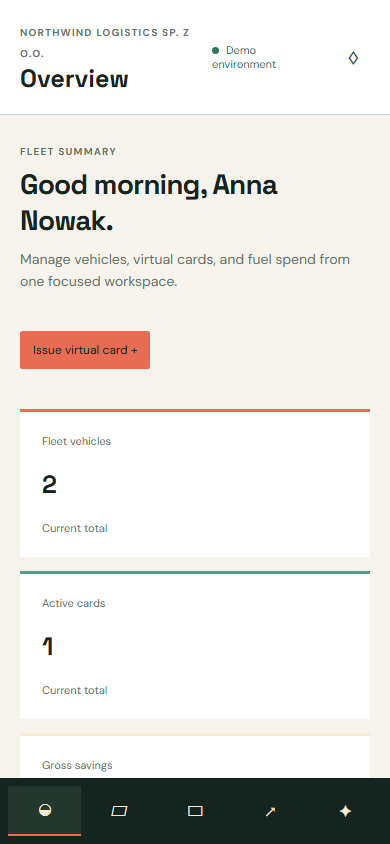 NORTHWIND LOGISTICS SP. Z
O.O.
Overview
Demo
environment
FLEET SUMMARY
Good morning, Anna
Nowak.
Manage vehicles, virtual cards, and fuel spend from
one focused workspace.
Issue virtual card +
Fleet vehicles
2
Current total
Active cards
1
Current total
Gross savings